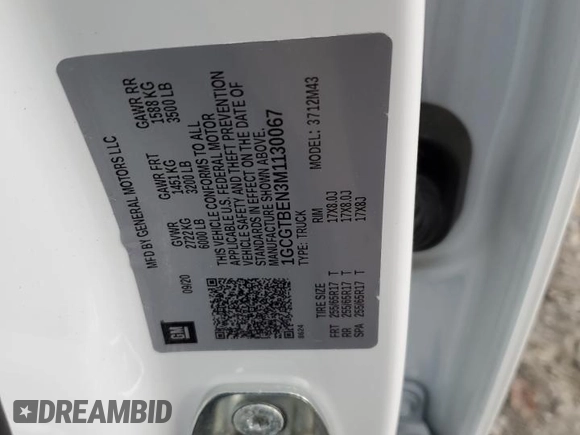 MFD BY GENERAL MOTORS LLC
GVWR GAWR FRT GAWR RR
2722 KG 1451 KG 1588 KG
6000 LB 3200 LB 3500 LB
09/20
THIS VEHICLE CONFORMS TO ALL
APPLICABLE U.S. FEDERAL MOTOR
VEHICLE SAFETY AND THEFT PREVENTION
STANDARDS IN EFFECT ON THE DATE OF
MANUFACTURE SHOWN ABOVE.
1GCGTBEN3M1130067
TYPE: TRUCK MODEL: 3712M43
TIRE SIZE RIM
FRT 255/65R17 T 17X8.0J
RR 255/65R17 T 17X8.0J
SPA 255/65R17 T 17X8J
GM
DREAMBID